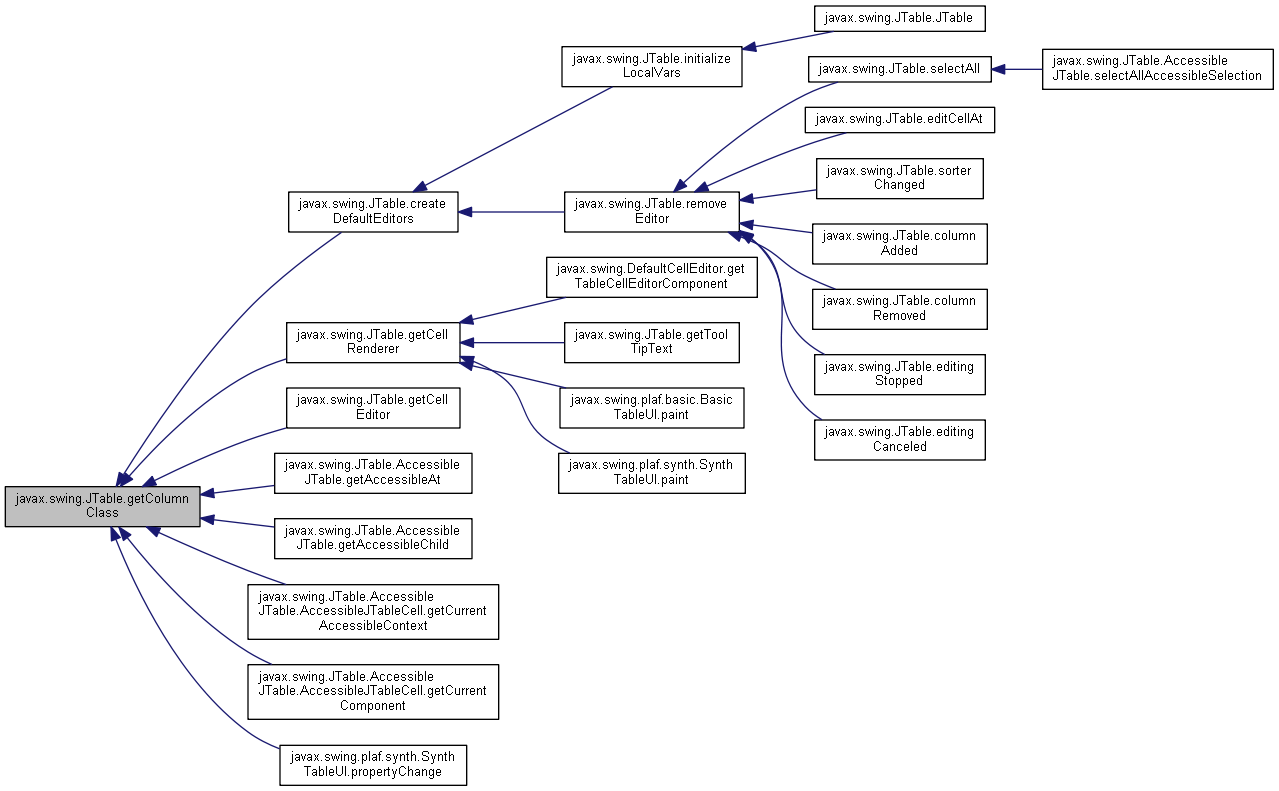 javax.swing.JTable.JTable
javax.swing.JTable.initialize
LocalVars
javax.swing.JTable.selectAll
javax.swing.JTable.Accessible
JTable.selectAllAccessibleSelection
javax.swing.JTable.editCellAt
javax.swing.JTable.sorter
Changed
javax.swing.JTable.create
DefaultEditors
javax.swing.JTable.remove
Editor
javax.swing.JTable.column
Added
javax.swing.DefaultCellEditor.get
TableCellEditorComponent
javax.swing.JTable.column
Removed
javax.swing.JTable.getCell
Renderer
javax.swing.JTable.getTool
TipText
javax.swing.JTable.editing
Stopped
javax.swing.JTable.getCell
Editor
javax.swing.plaf.basic.Basic
TableUI.paint
javax.swing.JTable.editing
Canceled
javax.swing.JTable.Accessible
JTable.getAccessibleAt
javax.swing.plaf.synth.Synth
TableUI.paint
javax.swing.JTable.getColumn
Class
javax.swing.JTable.Accessible
JTable.getAccessibleChild
javax.swing.JTable.Accessible
JTable.AccessibleJTableCell.getCurrent
AccessibleContext
javax.swing.JTable.Accessible
JTable.AccessibleJTableCell.getCurrent
Component
javax.swing.plaf.synth.Synth
TableUI.propertyChange